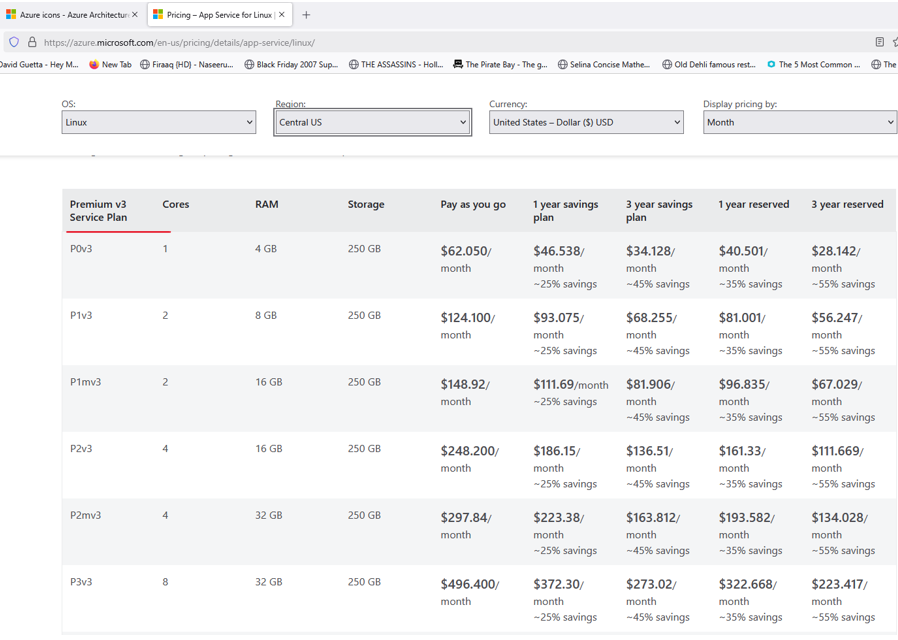 Azure icons - Azure Architectur
Pricing – App Service for Linux |
https://azure.microsoft.com/en-us/pricing/details/app-service/linux/
David Guetta - Hey M...
New Tab
Firaaq {HD} - Naseeru...
Black Friday 2007 Sup...
THE ASSASSINS - Holl...
The Pirate Bay - The g...
Selina Concise Mathe...
Old Dehli famous rest...
The 5 Most Common ...
The
OS:
Region:
Currency:
Display pricing by:
Linux
Central US
United States – Dollar ($) USD
Month
Premium v3 Service Plan Cores RAM Storage Pay as you go 1 year savings plan 3 year savings plan 1 year reserved 3 year reserved
P0v3 1 4 GB 250 GB $62.050/month $46.538/month ~25% savings $34.128/month ~45% savings $40.501/month ~35% savings $28.142/month ~55% savings
P1v3 2 8 GB 250 GB $124.100/month $93.075/month ~25% savings $68.255/month ~45% savings $81.001/month ~35% savings $56.247/month ~55% savings
P1mv3 2 16 GB 250 GB $148.92/month $111.69/month ~25% savings $81.906/month ~45% savings $96.835/month ~35% savings $67.029/month ~55% savings
P2v3 4 16 GB 250 GB $248.200/month $186.15/month ~25% savings $136.51/month ~45% savings $161.33/month ~35% savings $111.669/month ~55% savings
P2mv3 4 32 GB 250 GB $297.84/month $223.38/month ~25% savings $163.812/month ~45% savings $193.582/month ~35% savings $134.028/month ~55% savings
P3v3 8 32 GB 250 GB $496.400/month $372.30/month ~25% savings $273.02/month ~45% savings $322.668/month ~35% savings $223.417/month ~55% savings